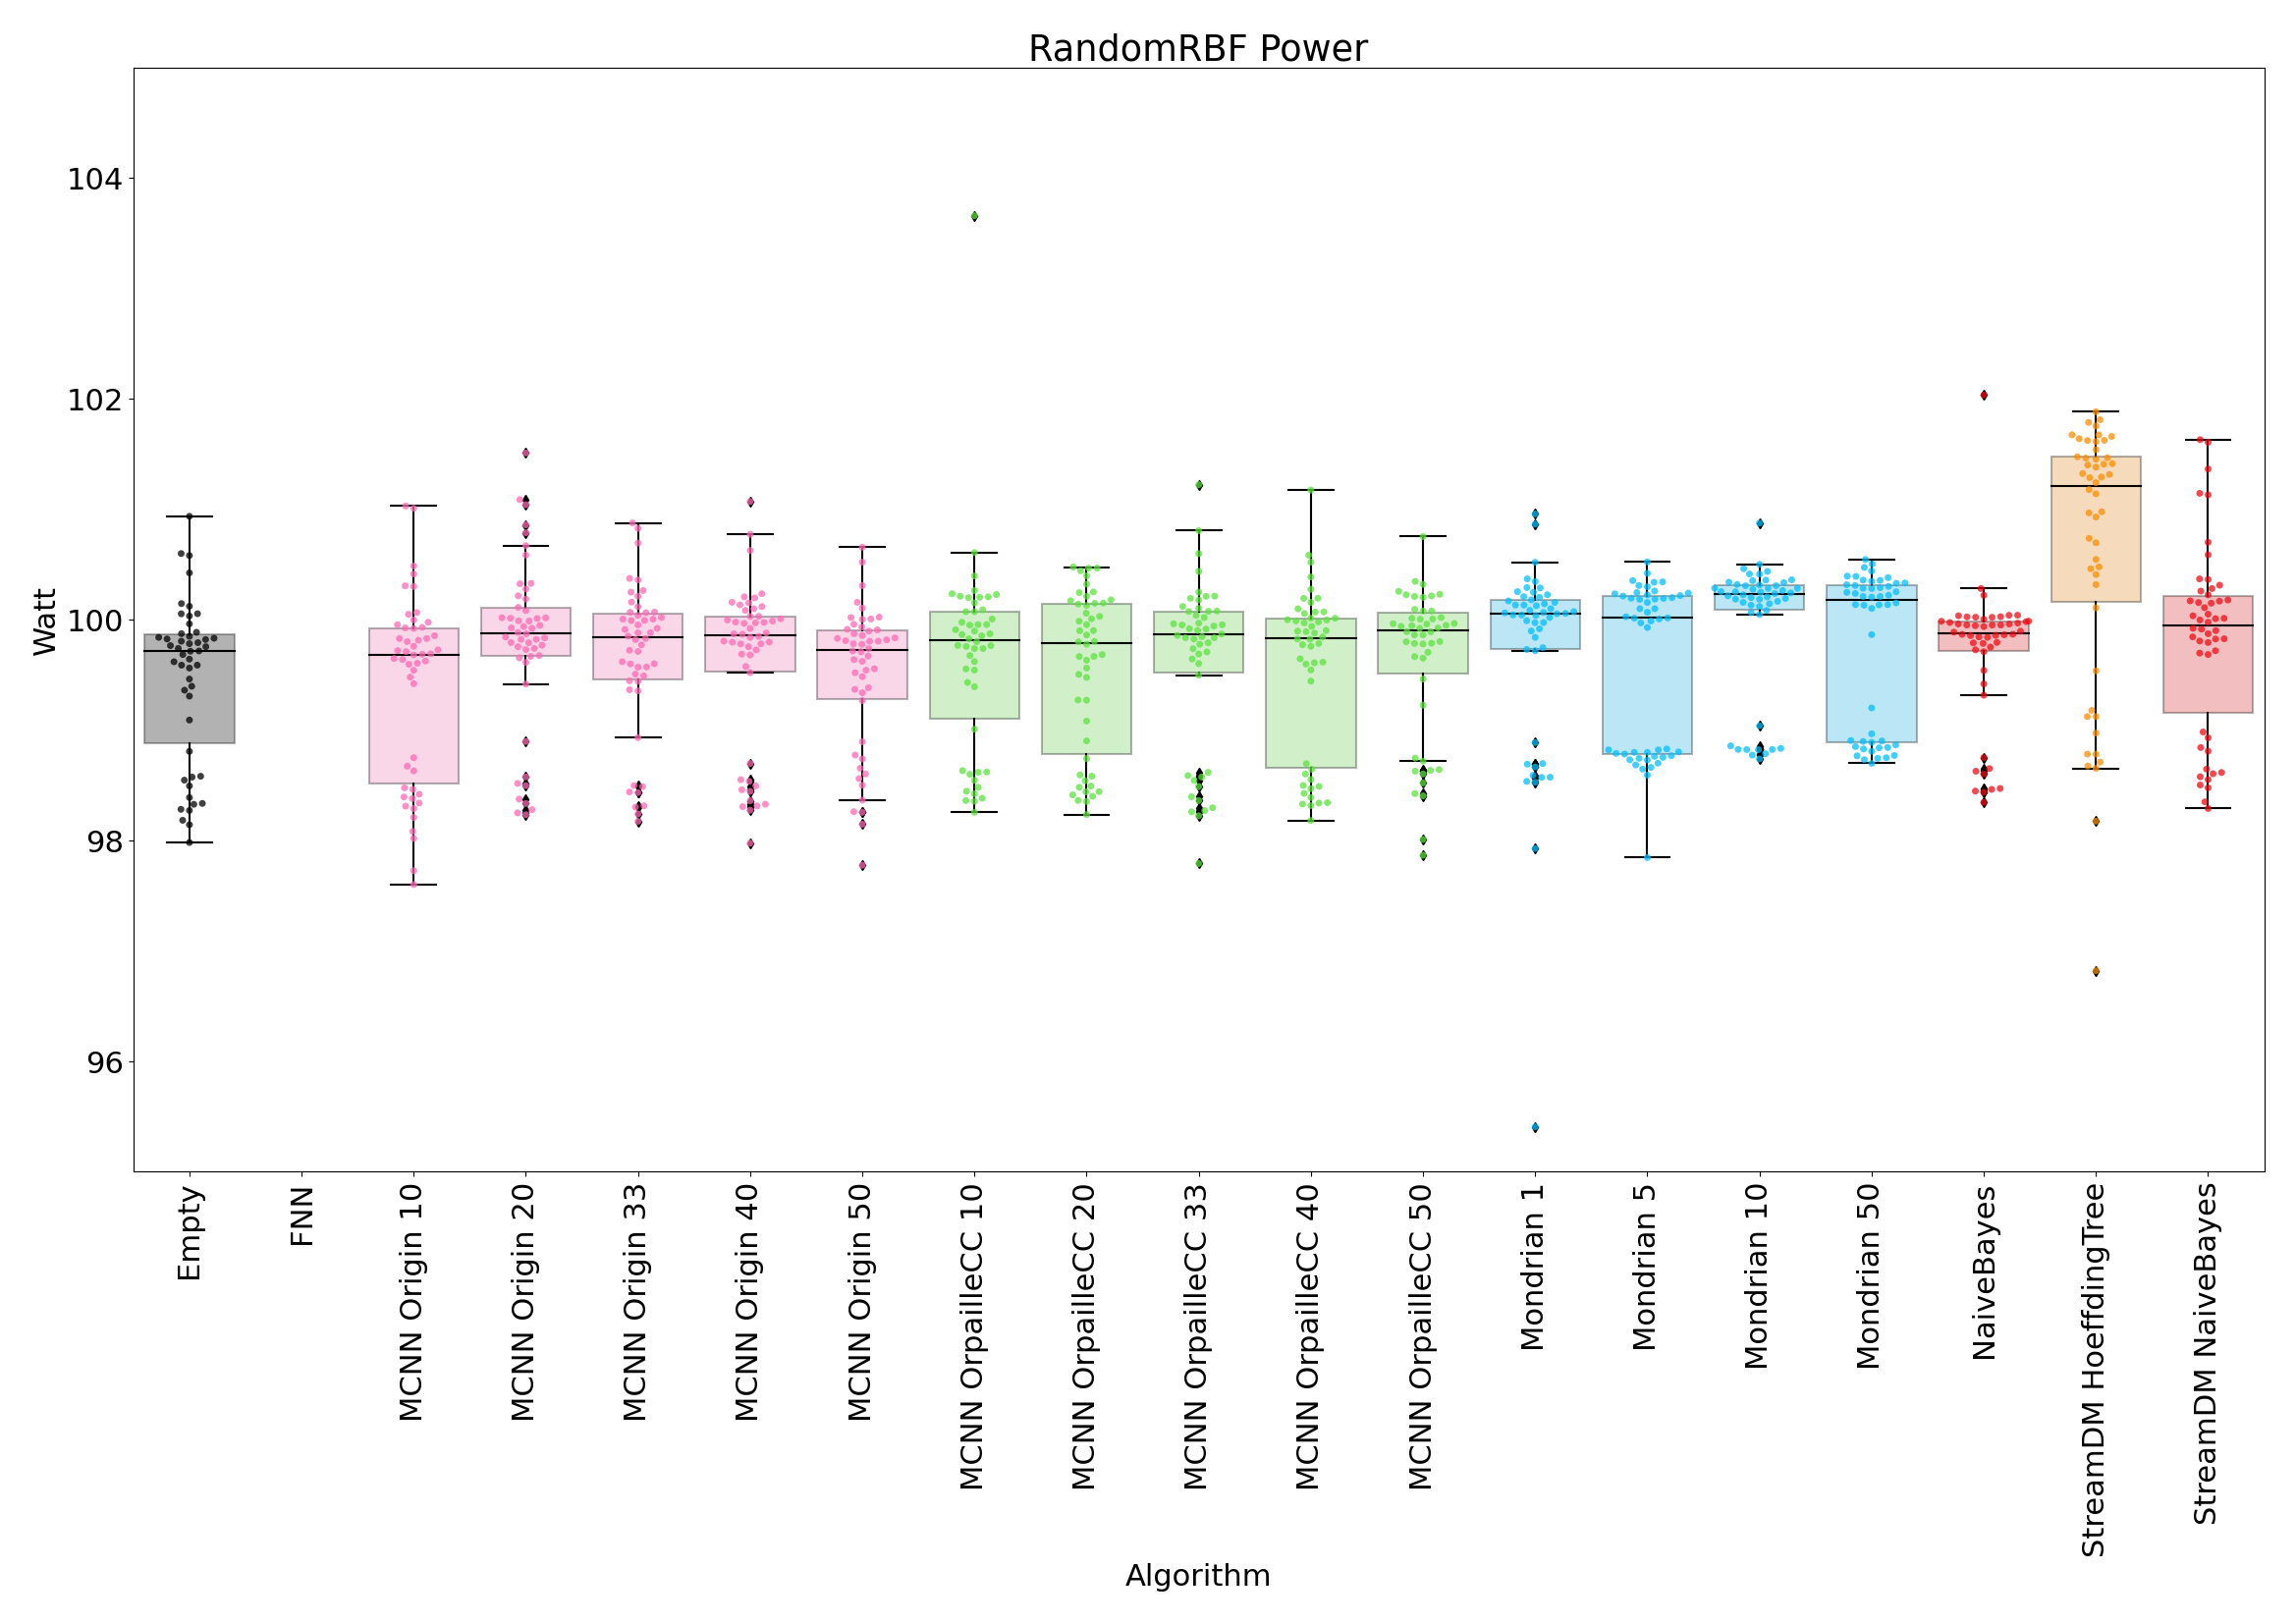 RandomRBF Power
Watt
104
102
100
98
96
Empty
FNN
MCNN Origin 10
MCNN Origin 20
MCNN Origin 33
MCNN Origin 40
MCNN Origin 50
MCNN OrpailleCC 10
MCNN OrpailleCC 20
MCNN OrpailleCC 33
MCNN OrpailleCC 40
MCNN OrpailleCC 50
Mondrian 1
Mondrian 5
Mondrian 10
Mondrian 50
NaiveBayes
StreamDM HoeffdingTree
StreamDM NaiveBayes
Algorithm